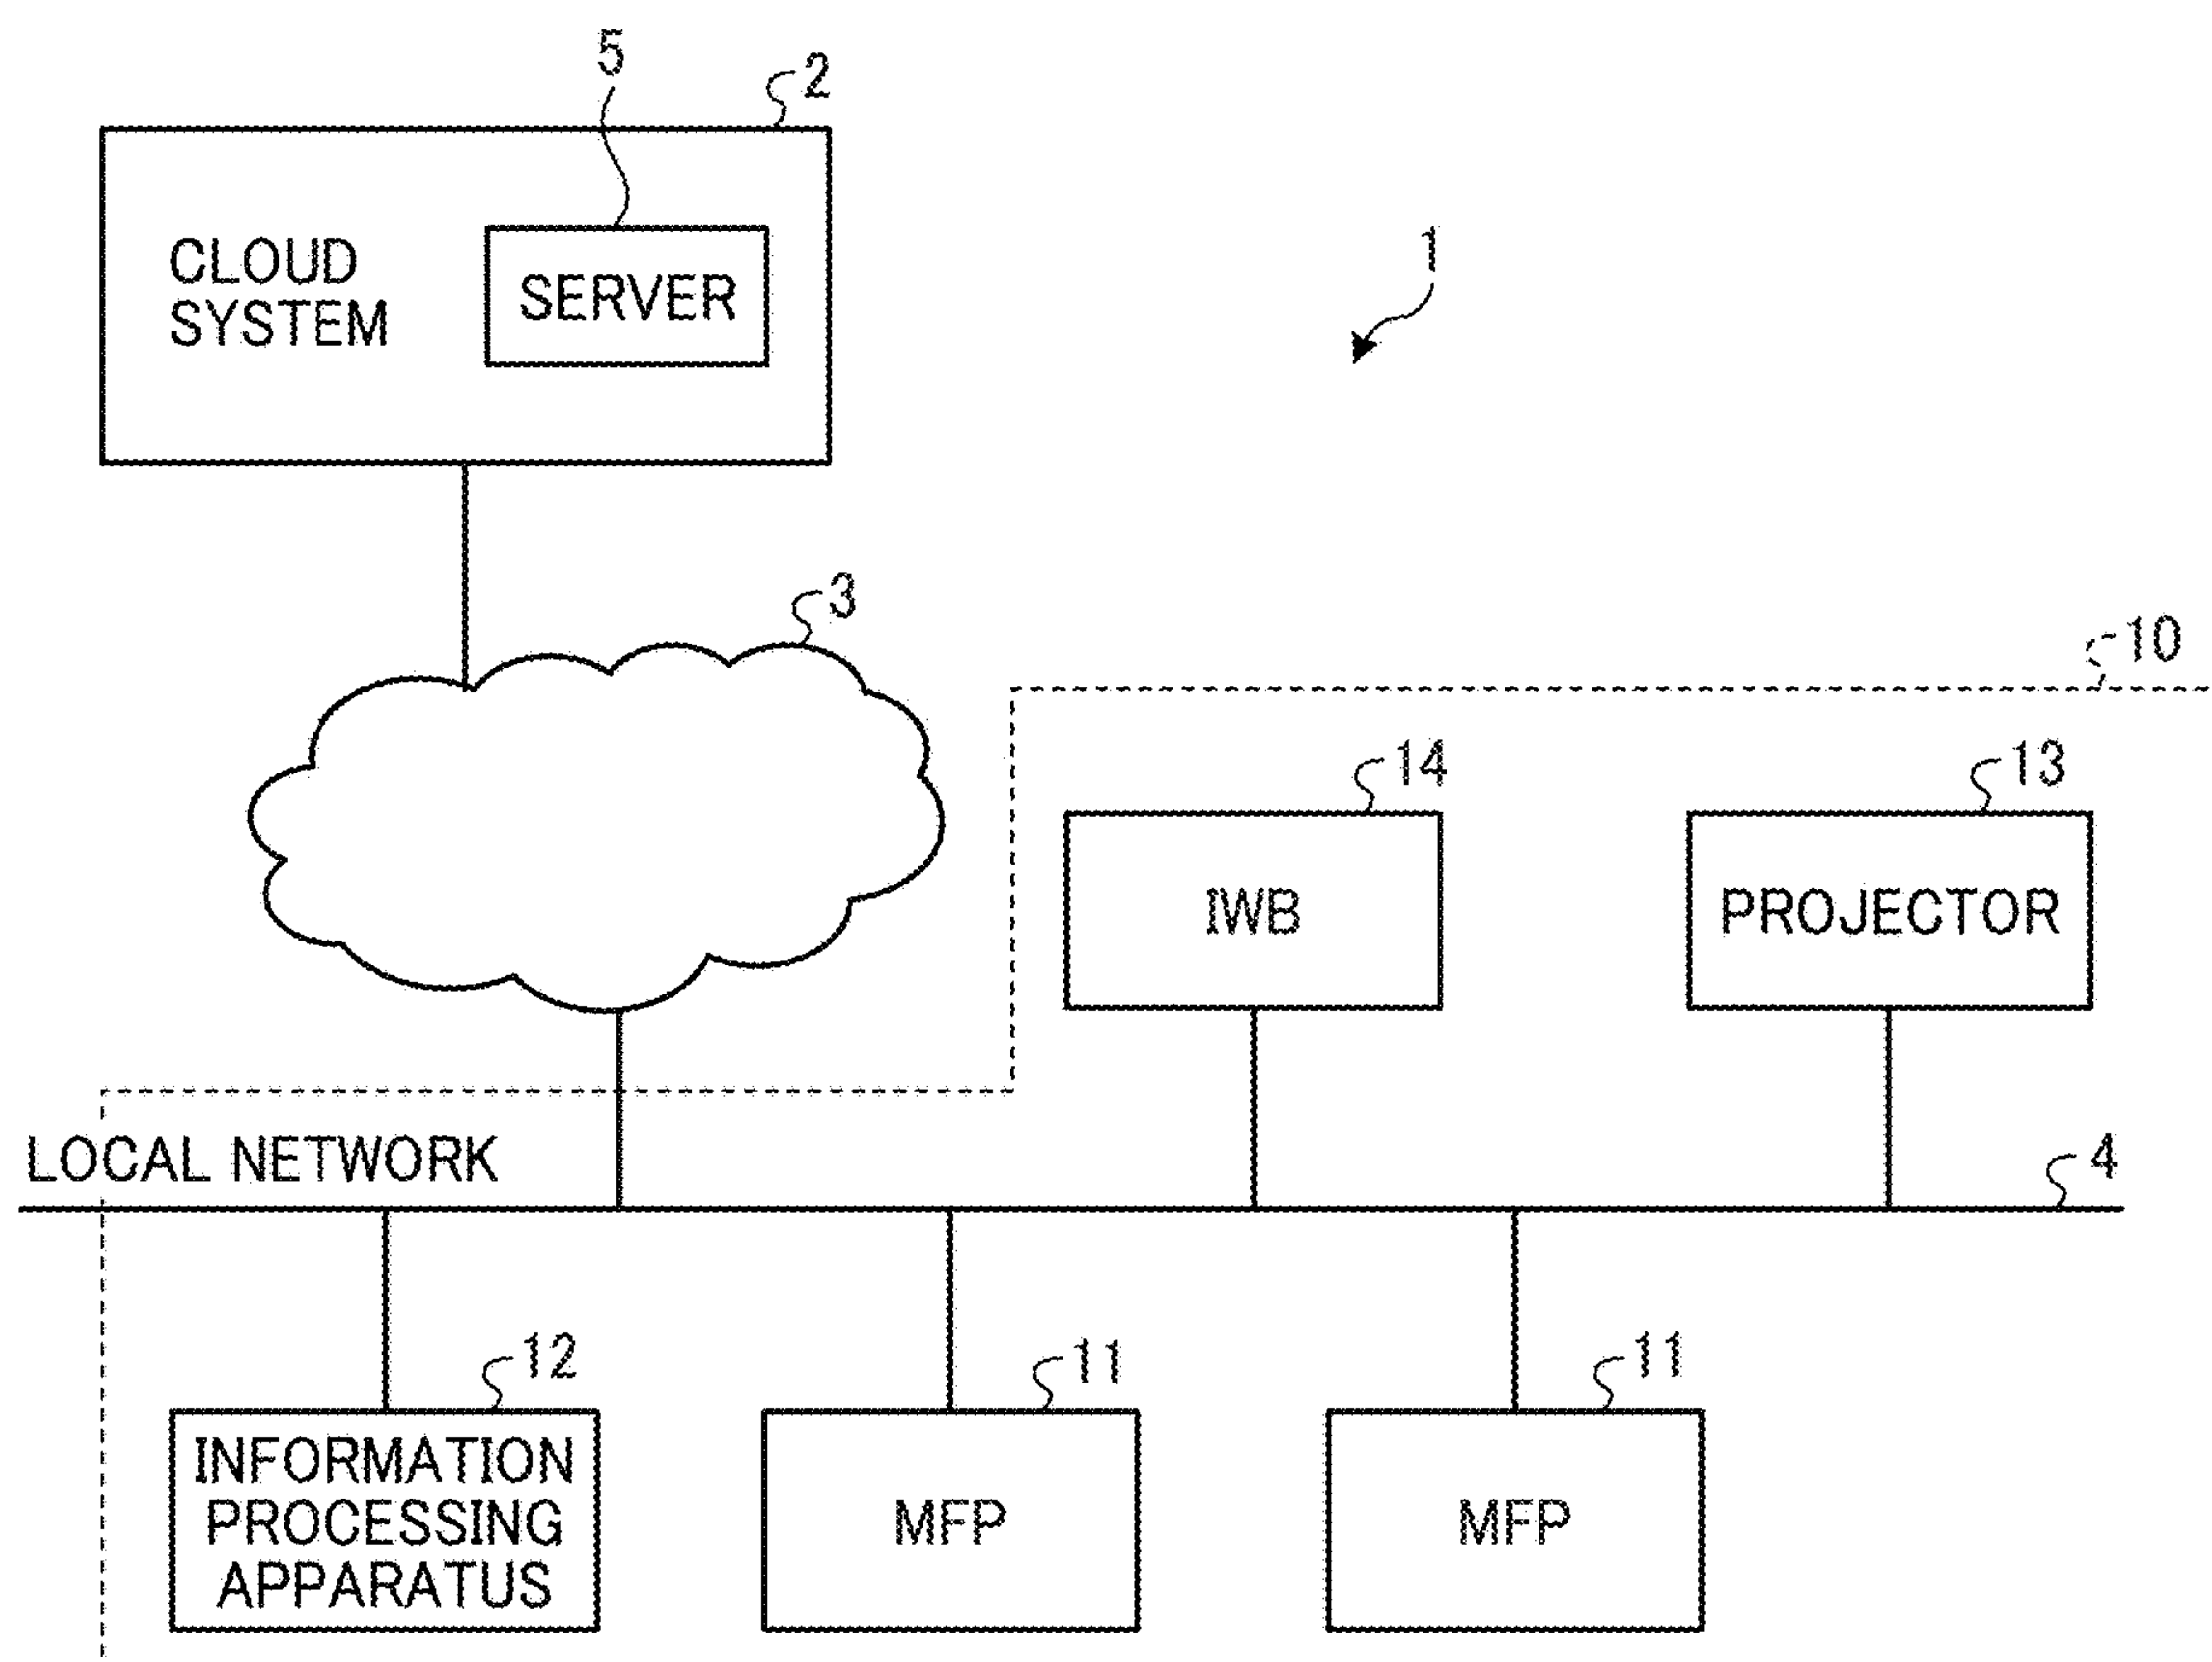 5
2
CLOUD
SYSTEM
SERVER
1
3
10
14
13
IWB
PROJECTOR
LOCAL NETWORK
4
12
11
11
INFORMATION
PROCESSING
APPARATUS
MFP
MFP